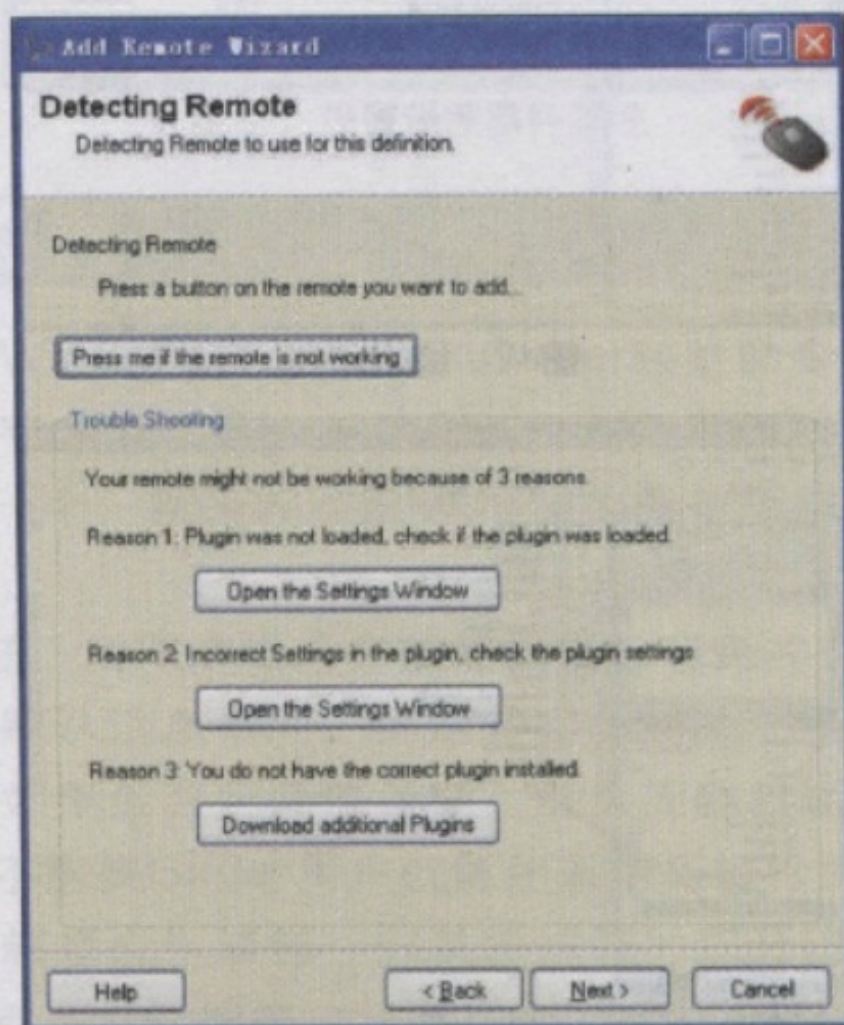 Add Remote Wizard
Detecting Remote
Detecting Remote to use for this definition.
Detecting Remote
Press a button on the remote you want to add...
Press me if the remote is not working
Trouble Shooting
Your remote might not be working because of 3 reasons.
Reason 1: Plugin was not loaded, check if the plugin was loaded.
Open the Settings Window
Reason 2: Incorrect Settings in the plugin, check the plugin settings
Open the Settings Window
Reason 3: You do not have the correct plugin installed.
Download additional Plugins
Help
< Back
Next >
Cancel